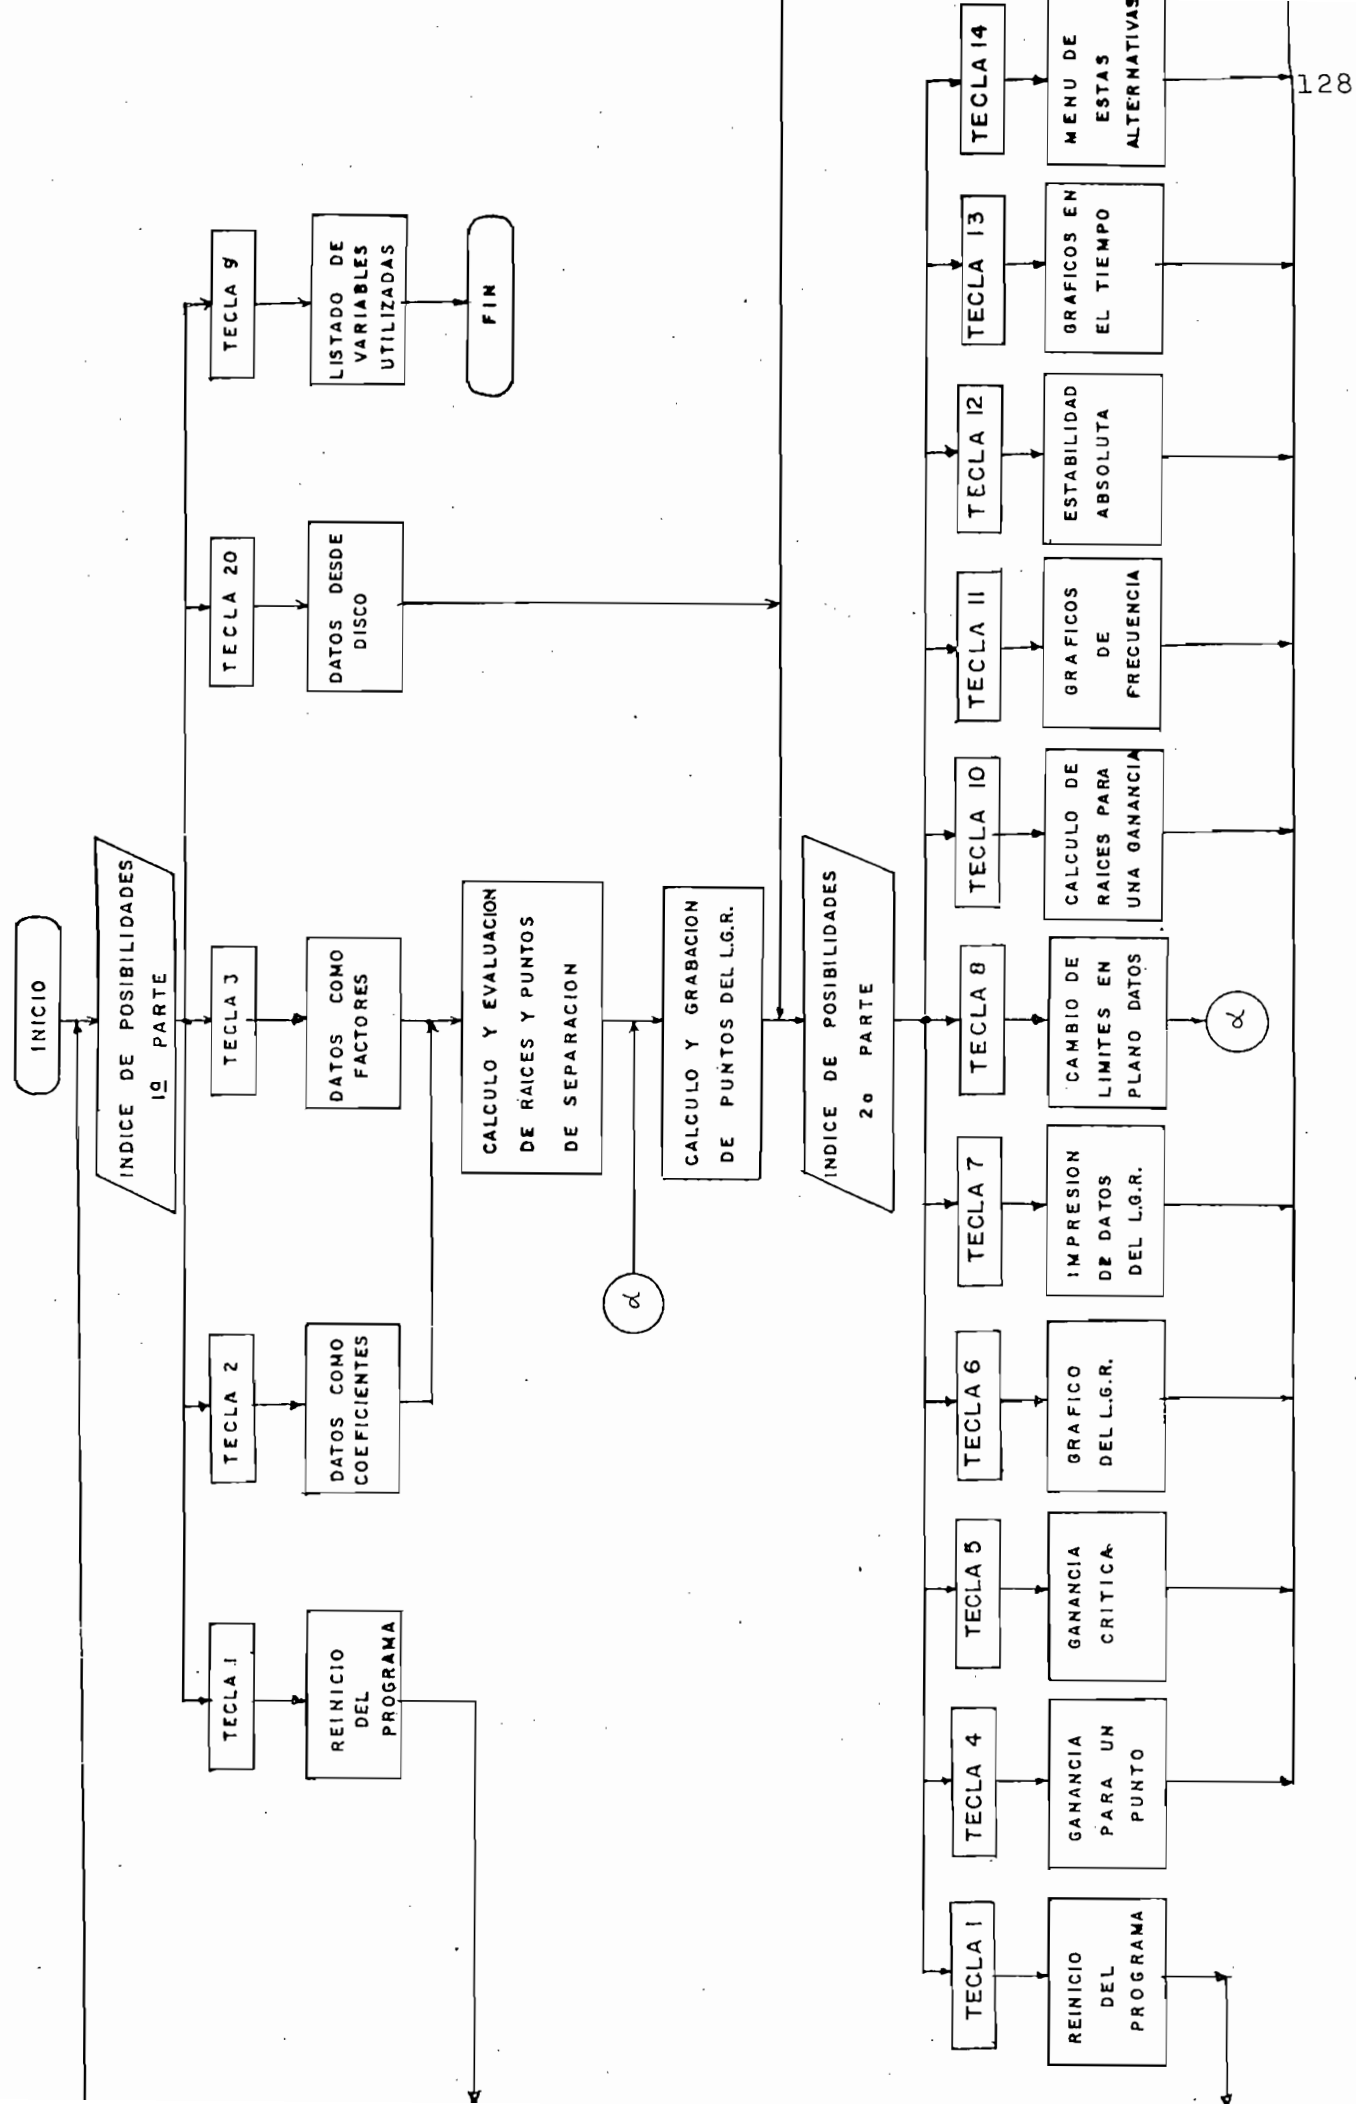 128
INICIO
INDICE DE POSIBILIDADES
1a PARTE
TECLA 1
TECLA 2
TECLA 3
TECLA 20
TECLA 9
REINICIO
DEL
PROGRAMA
DATOS COMO
COEFICIENTES
DATOS COMO
FACTORES
DATOS DESDE
DISCO
LISTADO DE
VARIABLES
UTILIZADAS
FIN
CALCULO Y EVALUACION
DE RAICES Y PUNTOS
DE SEPARACION
α
CALCULO Y GRABACION
DE PUNTOS DEL L.G.R.
INDICE DE POSIBILIDADES
2a PARTE
TECLA 1
TECLA 4
TECLA 5
TECLA 6
TECLA 7
TECLA 8
TECLA 10
TECLA 11
TECLA 12
TECLA 13
TECLA 14
REINICIO
DEL
PROGRAMA
GANANCIA
PARA UN
PUNTO
GANANCIA
CRITICA
GRAFICO
DEL L.G.R.
IMPRESION
DE DATOS
DEL L.G.R.
CAMBIO DE
LIMITES EN
PLANO DATOS
CALCULO DE
RAICES PARA
UNA GANANCIA
GRAFICOS
DE
FRECUENCIA
ESTABILIDAD
ABSOLUTA
GRAFICOS EN
EL TIEMPO
MENU DE
ESTAS
ALTERNATIVAS
α